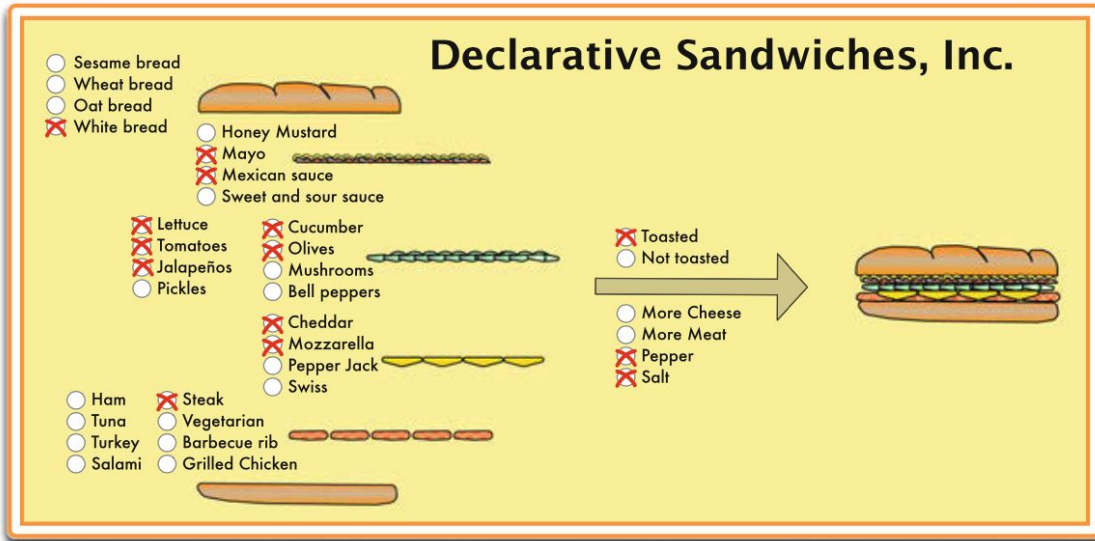 Declarative Sandwiches, Inc.
Sesame bread
Wheat bread
Oat bread
White bread
Honey Mustard
Mayo
Mexican sauce
Sweet and sour sauce
Lettuce
Tomatoes
Jalapeños
Pickles
Cucumber
Olives
Mushrooms
Bell peppers
Cheddar
Mozzarella
Pepper Jack
Swiss
Ham
Tuna
Turkey
Salami
Steak
Vegetarian
Barbecue rib
Grilled Chicken
Toasted
Not toasted
More Cheese
More Meat
Pepper
Salt